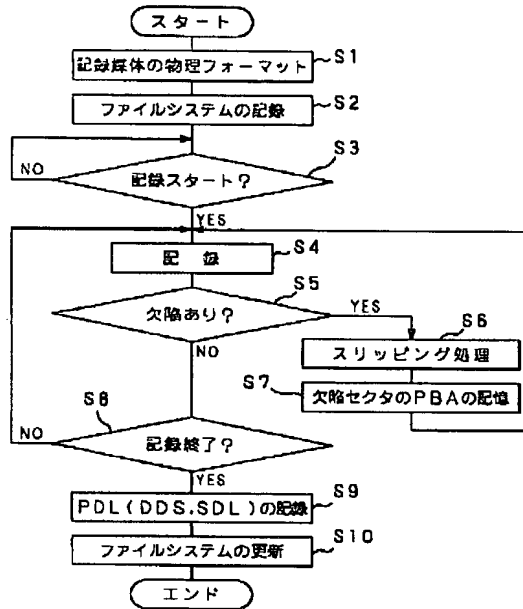 スタート
記録媒体の物理フォーマット S1
ファイルシステムの記録 S2
S3
NO 記録スタート?
YES
記 録 S4
S5
欠陥あり? YES
NO
S6
スリッピング処理
S7
欠陥セクタのPBAの記憶
S8
NO 記録終了?
YES
PDL(DDS.SDL)の記録 S9
ファイルシステムの更新 S10
エンド